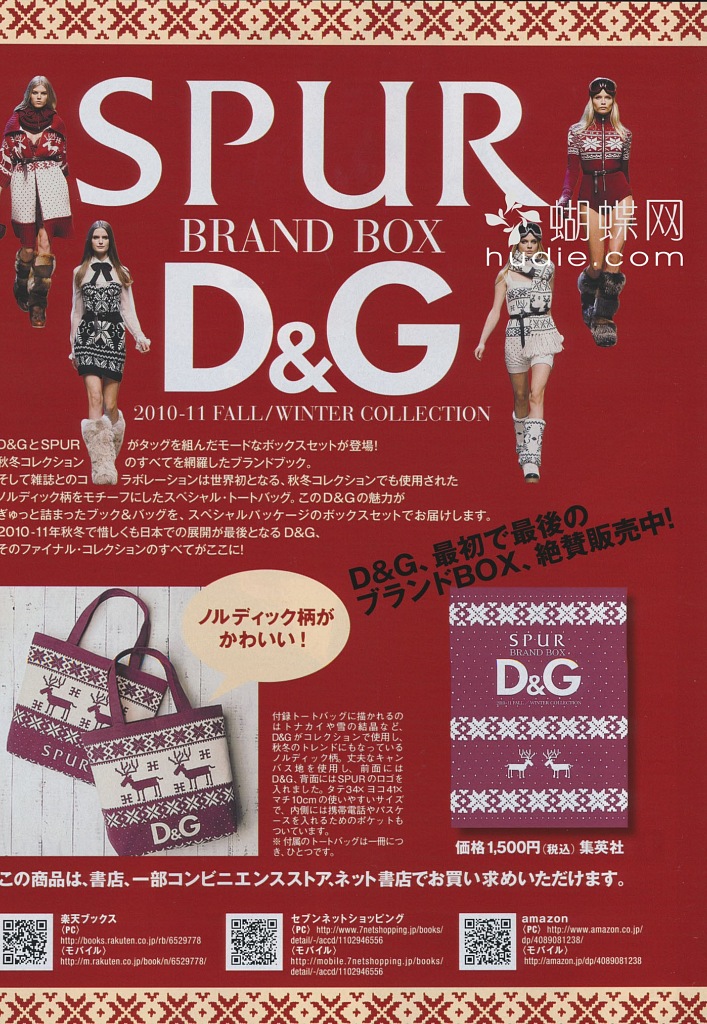 SPUR
BRAND BOX
D&G
2010-11 FALL/WINTER COLLECTION
蝴蝶网
hudie.com
D&GとSPUR がタッグを組んだモードなボックスセットが登場!
秋冬コレクション のすべてを網羅したブランドブック。
そして雑誌とのコ ラボレーションは世界初となる、秋冬コレクションでも使用された
ノルディック柄をモチーフにしたスペシャル・トートバッグ。このD&Gの魅力が
ぎゅっと詰まったブック&バッグを、スペシャルパッケージのボックスセットでお届けします。
2010-11年秋冬で惜しくも日本での展開が最後となるD&G、
そのファイナル・コレクションのすべてがここに!
D&G、最初で最後の
ブランドBOX、絶賛販売中!
ノルディック柄が
かわいい!
SPUR
D&G
付録トートバッグに描かれるの
はトナカイや雪の結晶など、
D&Gがコレクションで使用し、
秋冬のトレンドにもなっている
ノルディック柄。丈夫なキャン
バス地を使用し、前面には
D&G、背面にはSPURのロゴを
入れました。タテ34×ヨコ41×
マチ10cmの使いやすいサイズ
で、内側には携帯電話やパスケ
ースを入れるためのポケットも
ついています。
※付属のトートバッグは一冊につ
き、ひとつです。
SPUR
BRAND BOX
D&G
2010-11 FALL/WINTER COLLECTION
価格1,500円(税込)集英社
この商品は、書店、一部コンビニエンスストア、ネット書店でお買い求めいただけます。
楽天ブックス
〈PC〉
http://books.rakuten.co.jp/rb/6529778
〈モバイル〉
http://m.rakuten.co.jp/book/n/6529778/
セブンネットショッピング
〈PC〉http://www.7netshopping.jp/books/
detail/-/accd/1102946556
〈モバイル〉
http://mobile.7netshopping.jp/books/
detail/-/accd/1102946556
amazon
〈PC〉http://www.amazon.co.jp/
dp/4089081238/
〈モバイル〉
http://amazon.jp/dp/4089081238